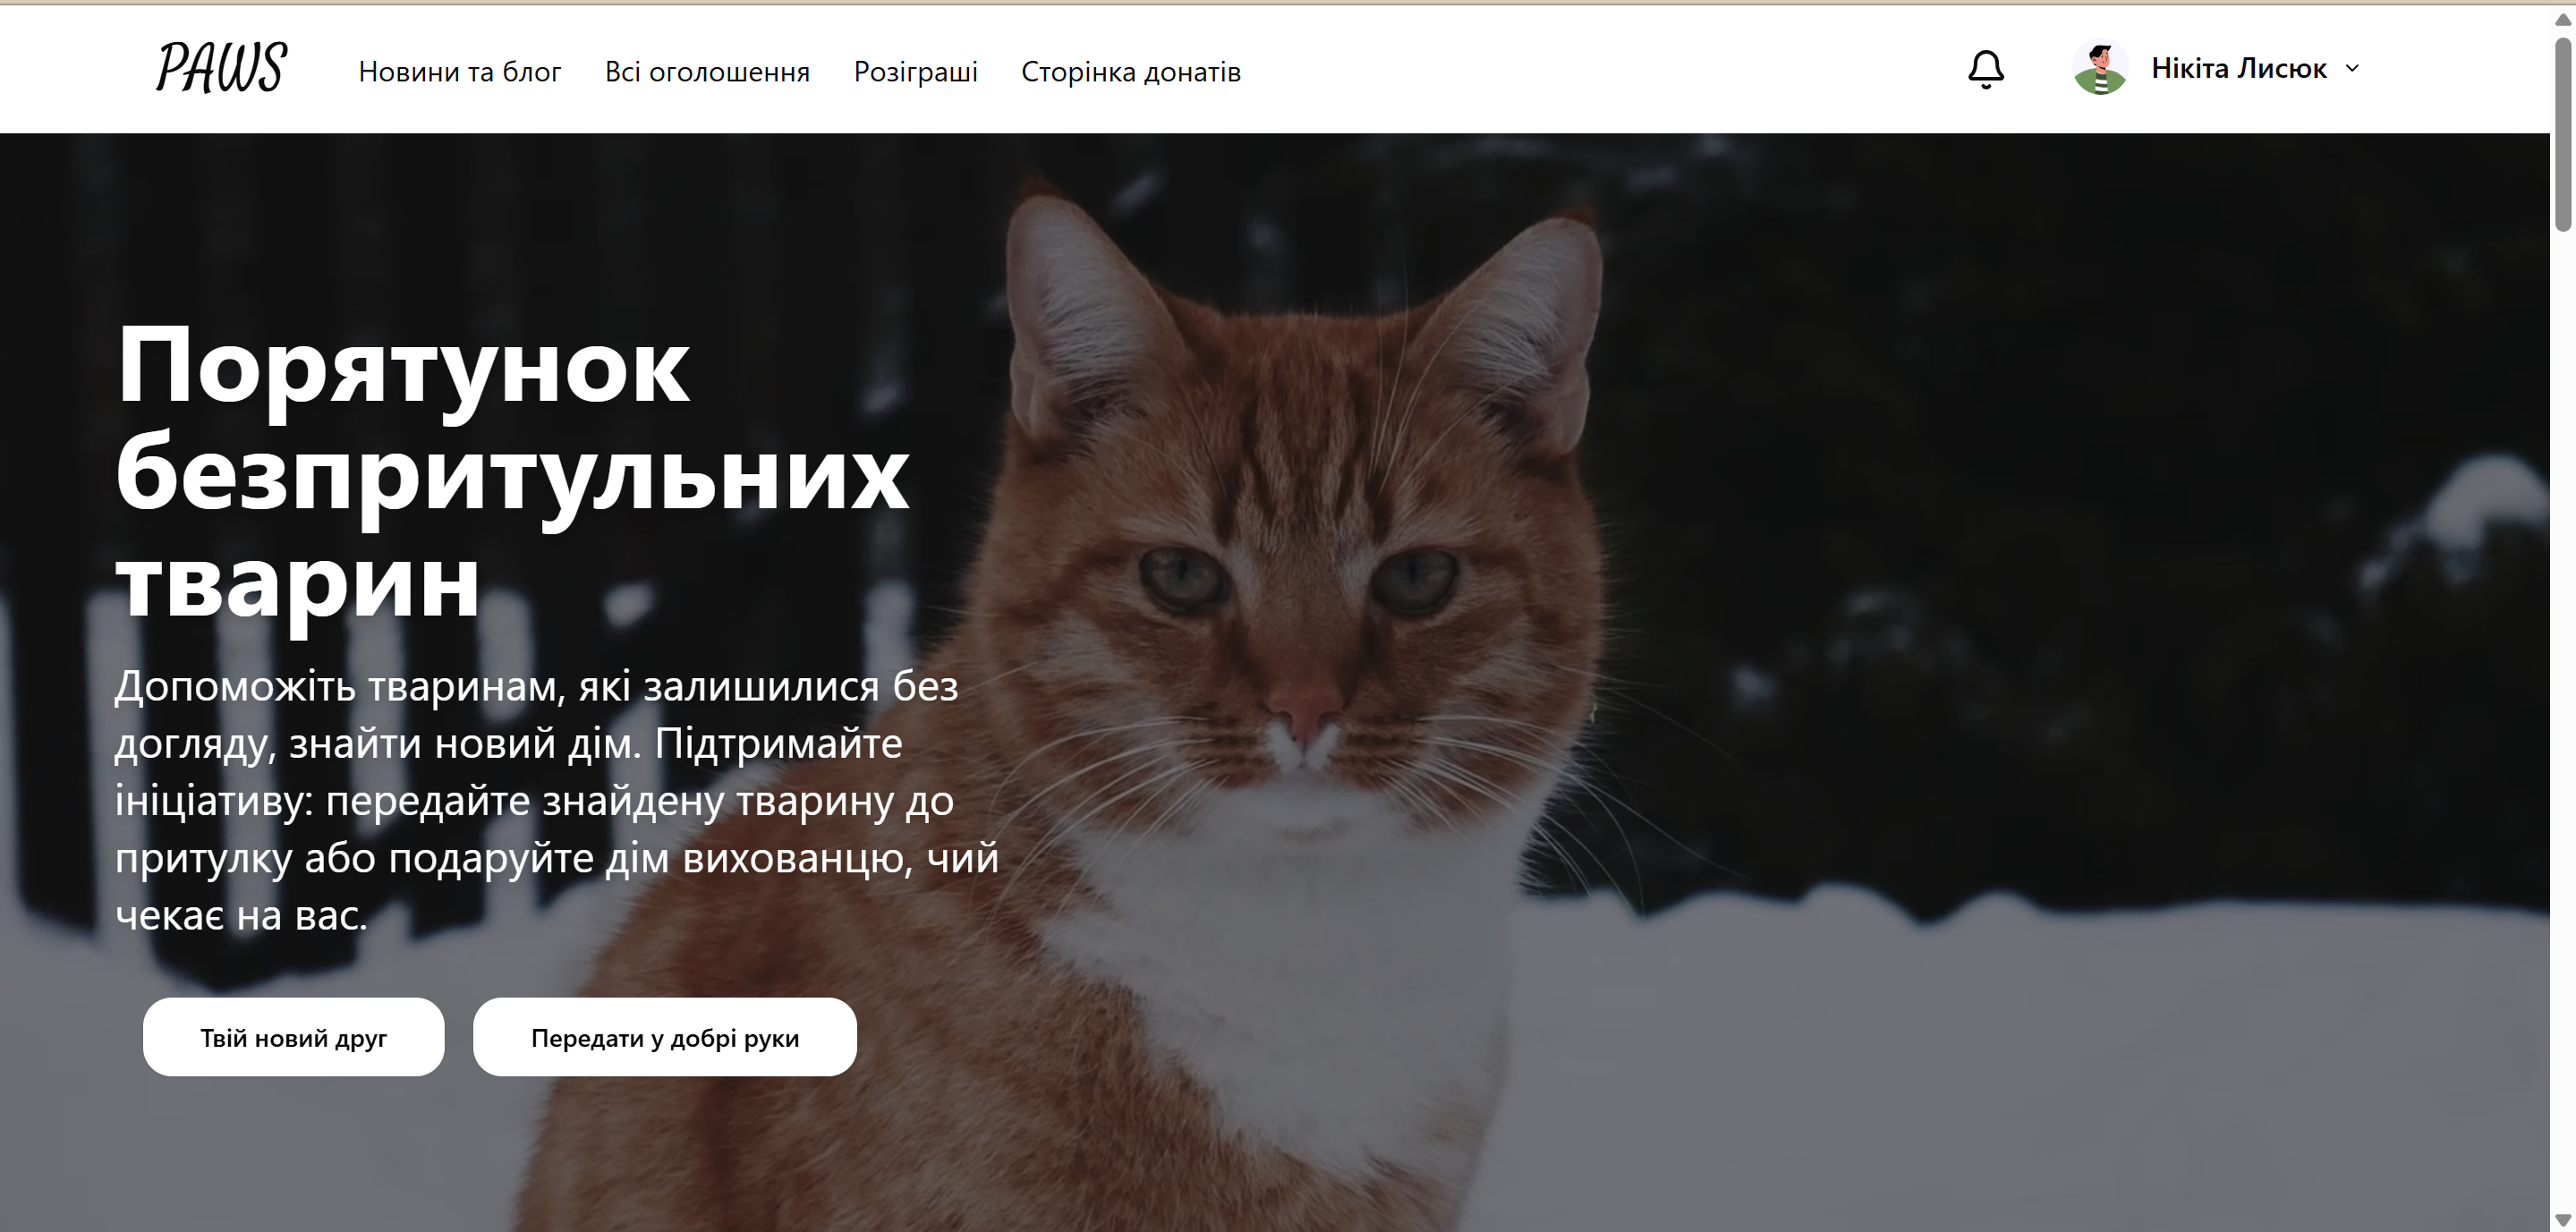 PAWS
Новини та блог
Всі оголошення
Розіграші
Сторінка донатів
Нікіта Лисюк
Порятунок
безпритульних
тварин
Допоможіть тваринам, які залишилися без
догляду, знайти новий дім. Підтримайте
ініціативу: передайте знайдену тварину до
притулку або подаруйте дім вихованцю, чий
чекає на вас.
Твій новий друг
Передати у добрі руки